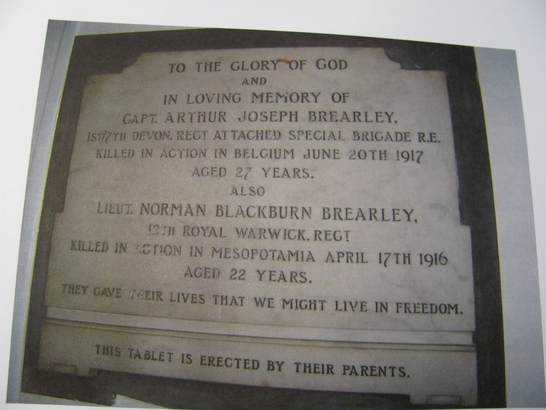 TO THE GLORY OF GOD
AND
IN LOVING MEMORY OF
CAPT. ARTHUR JOSEPH BREARLEY,
1ST/7TH DEVON. REGT ATTACHED SPECIAL BRIGADE R.E.
KILLED IN ACTION IN BELGIUM JUNE 20TH 1917
AGED 27 YEARS.
ALSO
LIEUT. NORMAN BLACKBURN BREARLEY,
ROYAL WARWICK. REGT
KILLED IN ACTION IN MESOPOTAMIA APRIL 17TH 1916
AGED 22 YEARS.
THEY GAVE THEIR LIVES THAT WE MIGHT LIVE IN FREEDOM.
THIS TABLET IS ERECTED BY THEIR PARENTS.